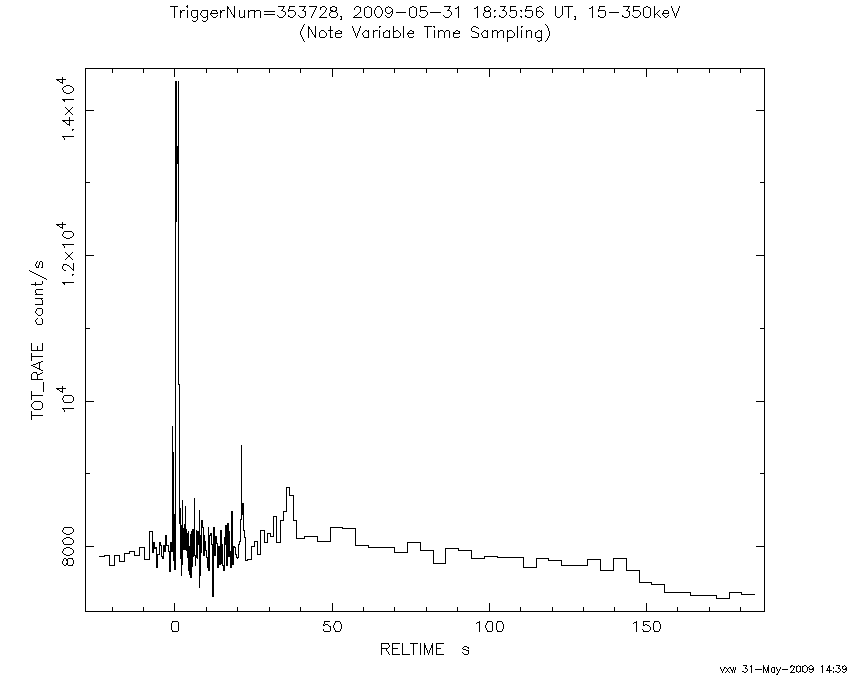 TriggerNum=353728, 2009-05-31 18:35:56 UT, 15-350keV
(Note Variable Time Sampling)
1.4×10⁴
1.2×10⁴
10⁴
8000
TOT_RATE count/s
0 50 100 150
RELTIME s
vxw 31-May-2009 14:39